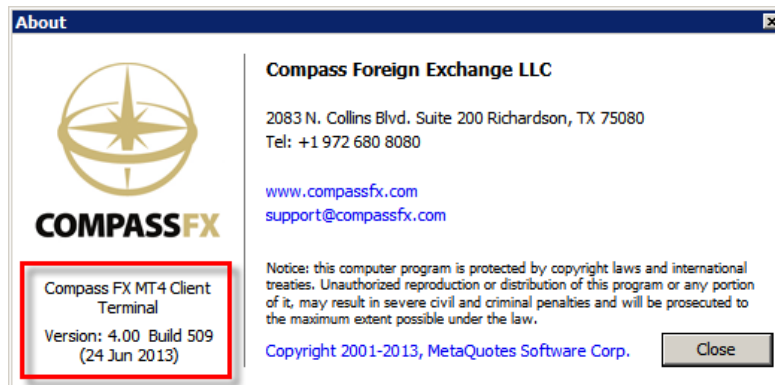 About
COMPASSFX
Compass FX MT4 Client
Terminal
Version: 4.00 Build 509
(24 Jun 2013)
Compass Foreign Exchange LLC
2083 N. Collins Blvd. Suite 200 Richardson, TX 75080
Tel: +1 972 680 8080
www.compassfx.com
support@compassfx.com
Notice: this computer program is protected by copyright laws and international
treaties. Unauthorized reproduction or distribution of this program or any portion
of it, may result in severe civil and criminal penalties and will be prosecuted to
the maximum extent possible under the law.
Copyright 2001-2013, MetaQuotes Software Corp.
Close